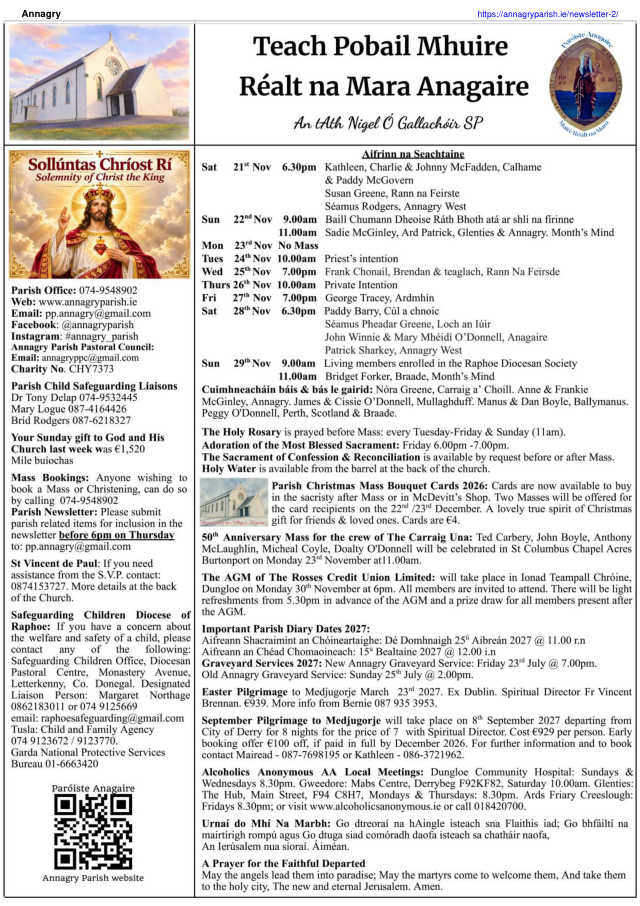 Annagry
https://annagryparish.ie/newsletter-2/
Teach Pobail Mhuire
Réalt na Mara Anagaire
An tAth Nigel Ó Gallachóir SP
Paróiste Anagaire
Muire Réalt na Mara
Sollúntas Chríost Rí
Solemnity of Christ the King
Parish Office: 074-9548902
Web: www.annagryparish.ie
Email: pp.annagry@gmail.com
Facebook: @annagryparish
Instagram: #annagry_parish
Annagry Parish Pastoral Council:
Email: annagryppc@gmail.com
Charity No. CHY7373
Parish Child Safeguarding Liaisons
Dr Tony Delap 074-9532445
Mary Logue 087-4164426
Bríd Rodgers 087-6218327
Your Sunday gift to God and His
Church last week was €1,520
Míle buíochas
Mass Bookings: Anyone wishing to
book a Mass or Christening, can do so
by calling 074-9548902
Parish Newsletter: Please submit
parish related items for inclusion in the
newsletter before 6pm on Thursday
to: pp.annagry@gmail.com
St Vincent de Paul: If you need
assistance from the S.V.P. contact:
0874153727. More details at the back
of the Church.
Safeguarding Children Diocese of
Raphoe: If you have a concern about
the welfare and safety of a child, please
contact any of the following:
Safeguarding Children Office, Diocesan
Pastoral Centre, Monastery Avenue,
Letterkenny, Co. Donegal. Designated
Liaison Person: Margaret Northage
0862183011 or 074 9125669
email: raphoesafeguarding@gmail.com
Tusla: Child and Family Agency
074 9123672 / 9123770.
Garda National Protective Services
Bureau 01-6663420
Paróiste Anagaire
Annagry Parish website
Aifrinn na Seachtaine
Sat 21st Nov 6.30pm Kathleen, Charlie & Johnny McFadden, Calhame
& Paddy McGovern
Susan Greene, Rann na Feirste
Séamus Rodgers, Annagry West
Sun 22nd Nov 9.00am Baill Chumann Dheoise Ráth Bhoth atá ar shlí na fírinne
11.00am Sadie McGinley, Ard Patrick, Glenties & Annagry. Month's Mind
Mon 23rd Nov No Mass
Tues 24th Nov 10.00am Priest's intention
Wed 25th Nov 7.00pm Frank Chonail, Brendan & teaglach, Rann Na Feirsde
Thurs 26th Nov 10.00am Private Intention
Fri 27th Nov 7.00pm George Tracey, Ardmhín
Sat 28th Nov 6.30pm Paddy Barry, Cúl a chnoic
Séamus Pheadar Greene, Loch an Iúir
John Winnie & Mary Mhéidí O'Donnell, Anagaire
Patrick Sharkey, Annagry West
Sun 29th Nov 9.00am Living members enrolled in the Raphoe Diocesan Society
11.00am Bridget Forker, Braade, Month's Mind
Cuimhneacháin báis & bás le gairid: Nóra Greene, Carraig a' Choill. Anne & Frankie
McGinley, Annagry. James & Cissie O'Donnell, Mullaghduff. Manus & Dan Boyle, Ballymanus.
Peggy O'Donnell, Perth, Scotland & Braade.
The Holy Rosary is prayed before Mass: every Tuesday-Friday & Sunday (11am).
Adoration of the Most Blessed Sacrament: Friday 6.00pm -7.00pm.
The Sacrament of Confession & Reconciliation is available by request before or after Mass.
Holy Water is available from the barrel at the back of the church.
Parish Christmas Mass Bouquet Cards 2026: Cards are now available to buy
in the sacristy after Mass or in McDevitt's Shop. Two Masses will be offered for
the card recipients on the 22nd /23rd December. A lovely true spirit of Christmas
gift for friends & loved ones. Cards are €4.
50th Anniversary Mass for the crew of The Carraig Una: Ted Carbery, John Boyle, Anthony
McLaughlin, Micheal Coyle, Doalty O'Donnell will be celebrated in St Columbus Chapel Acres
Burtonport on Monday 23rd November at11.00am.
The AGM of The Rosses Credit Union Limited: will take place in Ionad Teampall Chróine,
Dungloe on Monday 30th November at 6pm. All members are invited to attend. There will be light
refreshments from 5.30pm in advance of the AGM and a prize draw for all members present after
the AGM.
Important Parish Diary Dates 2027:
Aifreann Shacraimint an Chóineartaighe: Dé Domhnaigh 25ú Aibreán 2027 @ 11.00 r.n
Aifreann an Chéad Chomaoineach: 15ú Bealtaine 2027 @ 12.00 i.n
Graveyard Services 2027: New Annagry Graveyard Service: Friday 23rd July @ 7.00pm.
Old Annagry Graveyard Service: Sunday 25th July @ 2.00pm.
Easter Pilgrimage to Medjugorje March 23rd 2027. Ex Dublin. Spiritual Director Fr Vincent
Brennan. €939. More info from Bernie 087 935 3953.
September Pilgrimage to Medjugorje will take place on 8th September 2027 departing from
City of Derry for 8 nights for the price of 7 with Spiritual Director. Cost €929 per person. Early
booking offer €100 off, if paid in full by December 2026. For further information and to book
contact Mairead - 087-7698195 or Kathleen - 086-3721962.
Alcoholics Anonymous AA Local Meetings: Dungloe Community Hospital: Sundays &
Wednesdays 8.30pm. Gweedore: Mabs Centre, Derrybeg F92KF82, Saturday 10.00am. Glenties:
The Hub, Main Street, F94 C8H7, Mondays & Thursdays: 8.30pm. Ards Friary Creeslough:
Fridays 8.30pm; or visit www.alcoholicsanonymous.ie or call 018420700.
Urnaí do Mhí Na Marbh: Go dtreoraí na hAingle isteach sna Flaithis iad; Go bhfáiltí na
mairtírigh rompú agus Go dtuga siad comóradh daofa isteach sa chatháir naofa,
An Ierúsalem nua síoraí. Áiméan.
A Prayer for the Faithful Departed
May the angels lead them into paradise; May the martyrs come to welcome them, And take them
to the holy city, The new and eternal Jerusalem. Amen.